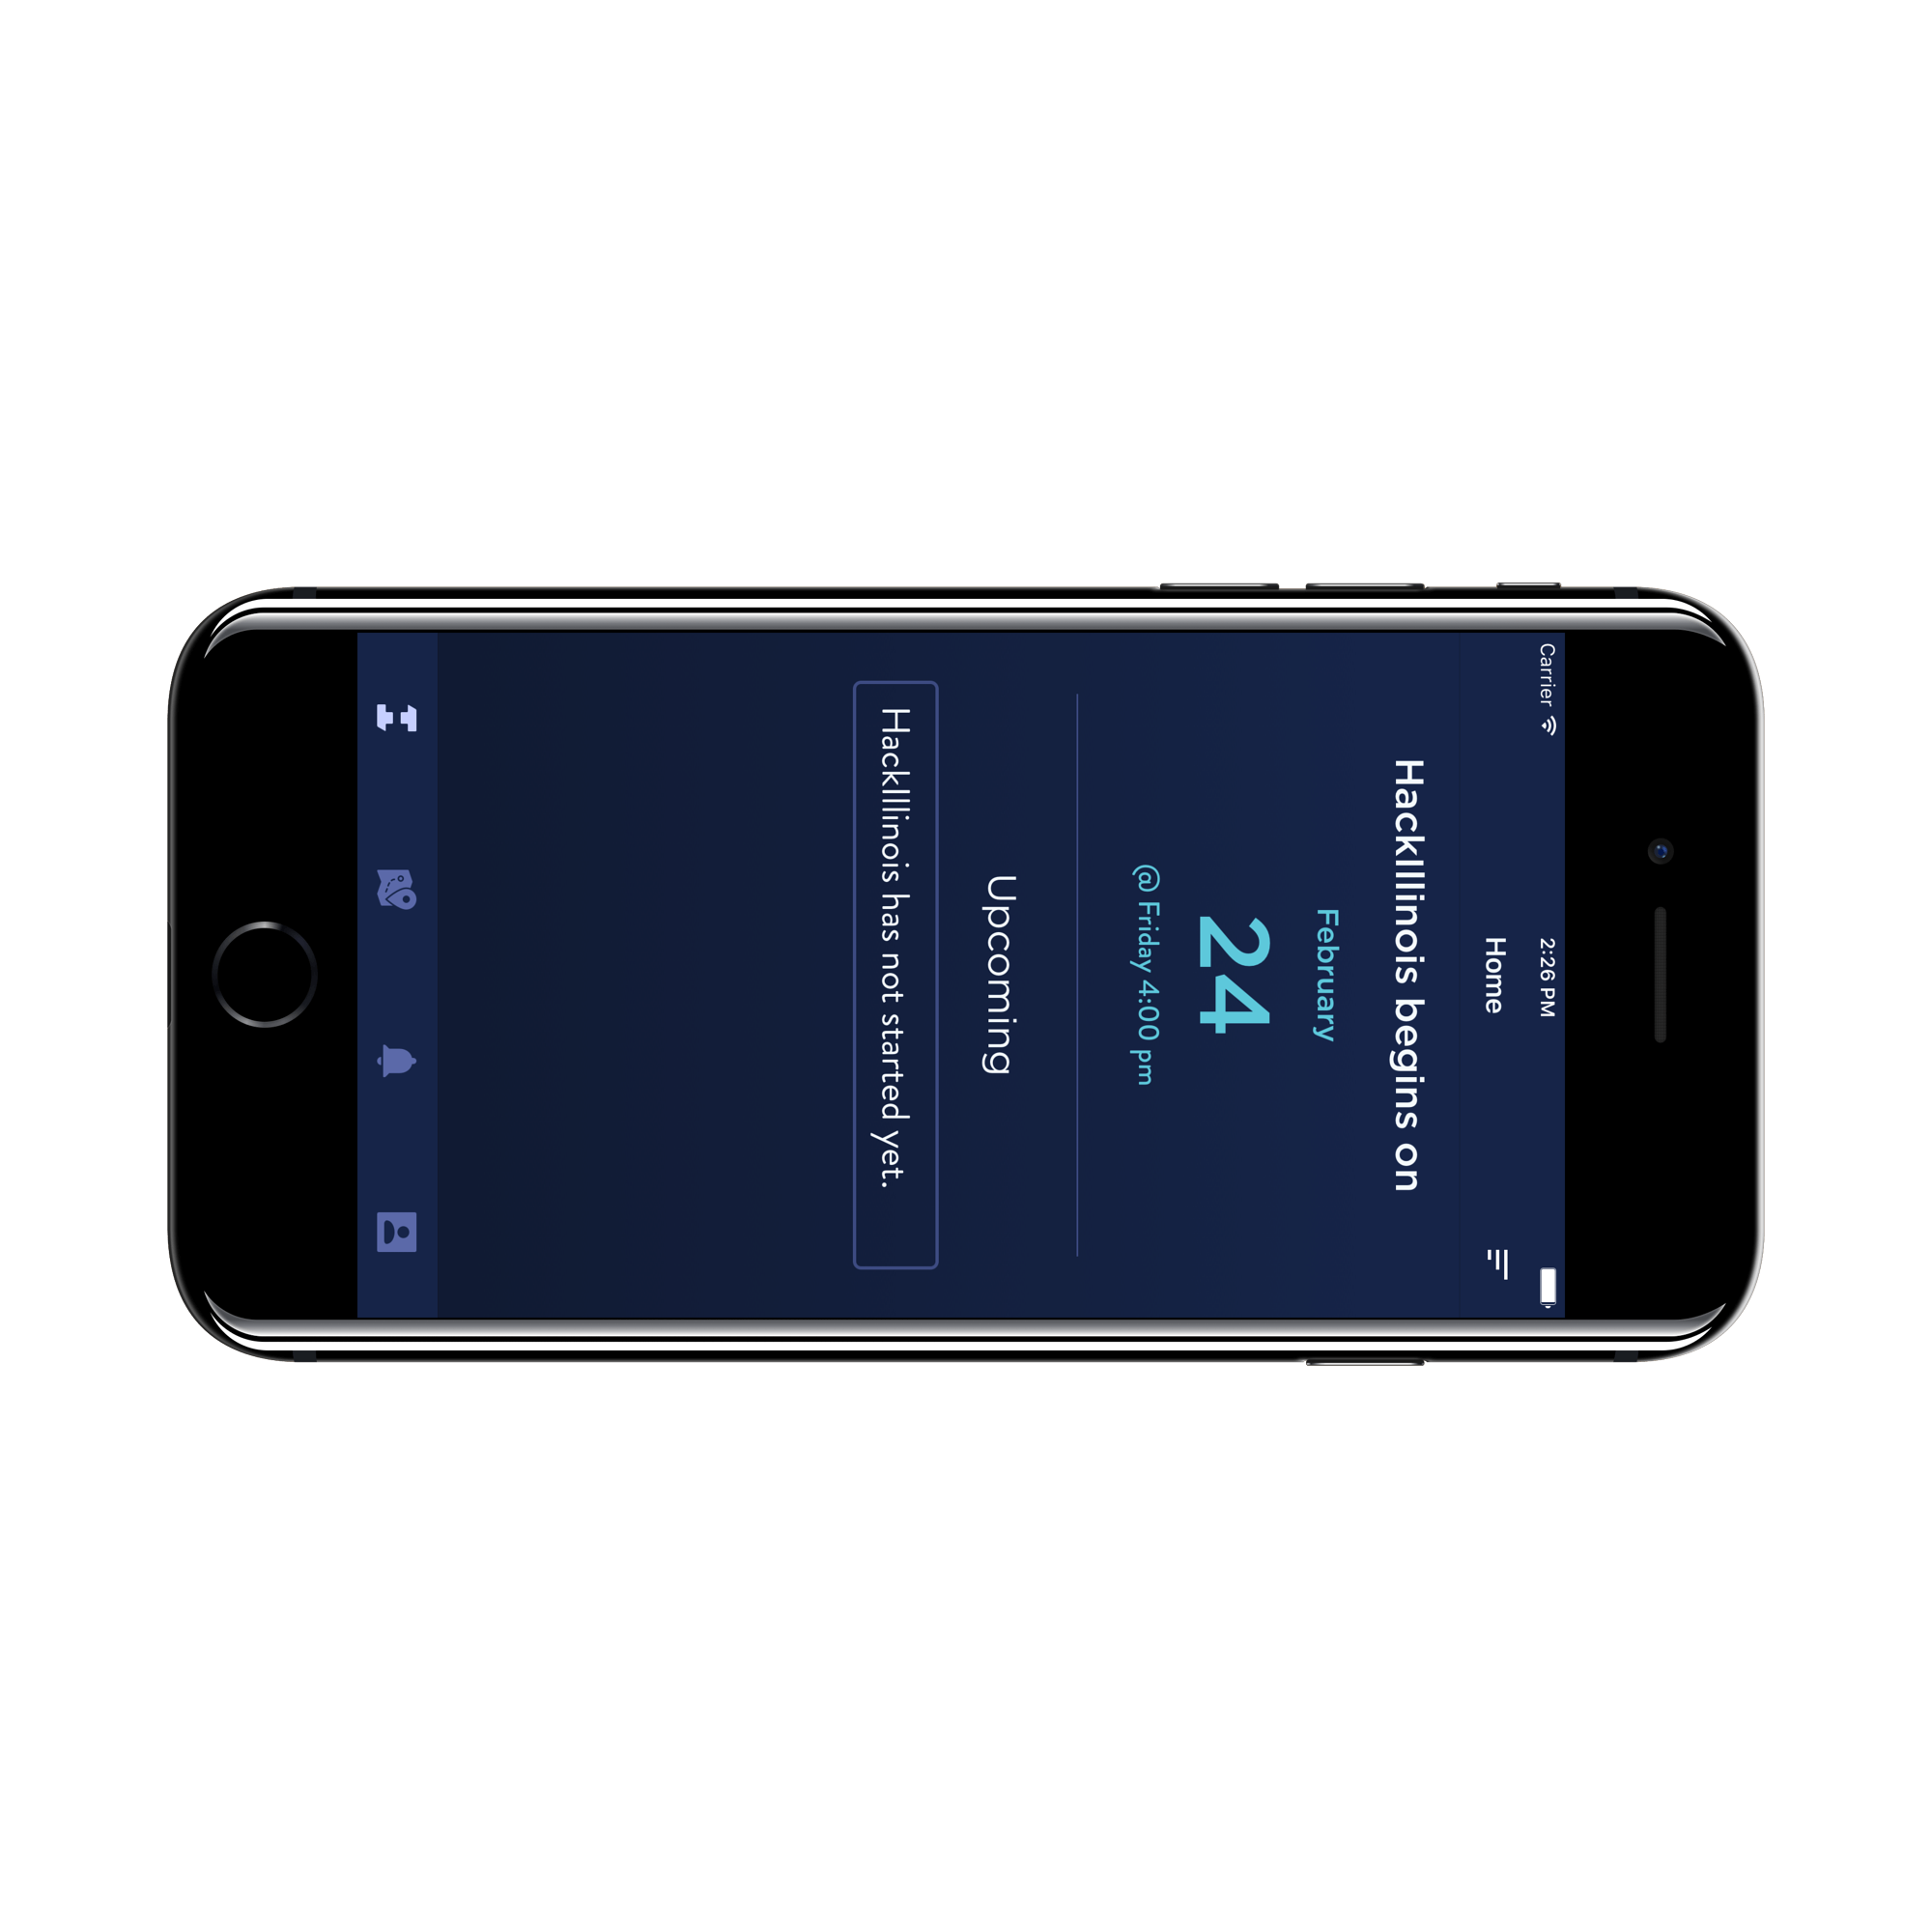 Carrier
2:26 PM
Home
HackIllinois begins on
February
24
@ Friday 4:00 pm
Upcoming
HackIllinois has not started yet.